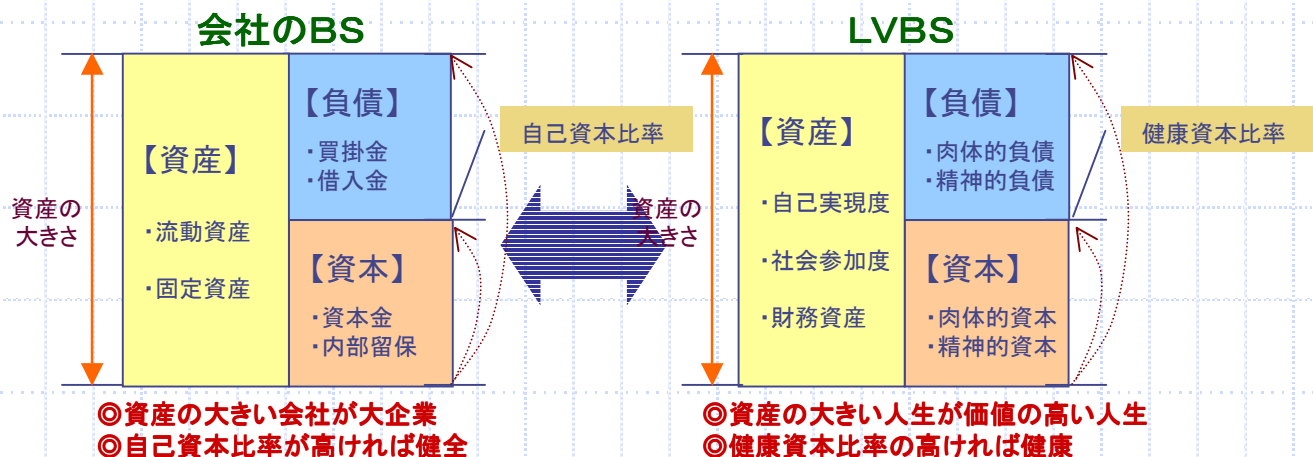 会社のBS
資産の
大きさ
【資産】
・流動資産
・固定資産
【負債】
・買掛金
・借入金
【資本】
・資本金
・内部留保
自己資本比率
◎資産の大きい会社が大企業
◎自己資本比率が高ければ健全
LVBS
資産の
大きさ
【資産】
・自己実現度
・社会参加度
・財務資産
【負債】
・肉体的負債
・精神的負債
【資本】
・肉体的資本
・精神的資本
健康資本比率
◎資産の大きい人生が価値の高い人生
◎健康資本比率の高ければ健康